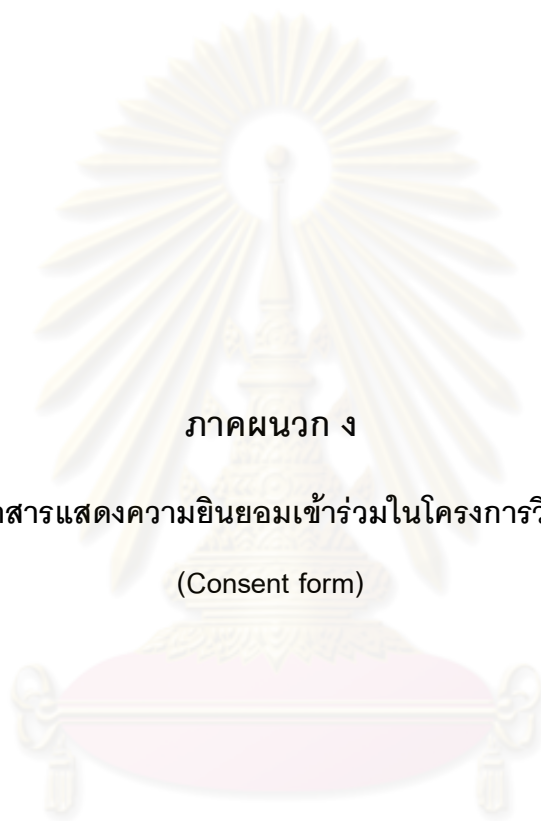 ภาคผนวก ง
กสารแสดงความยินยอมเข้าร่วมในโครงการวิ
(Consent form)